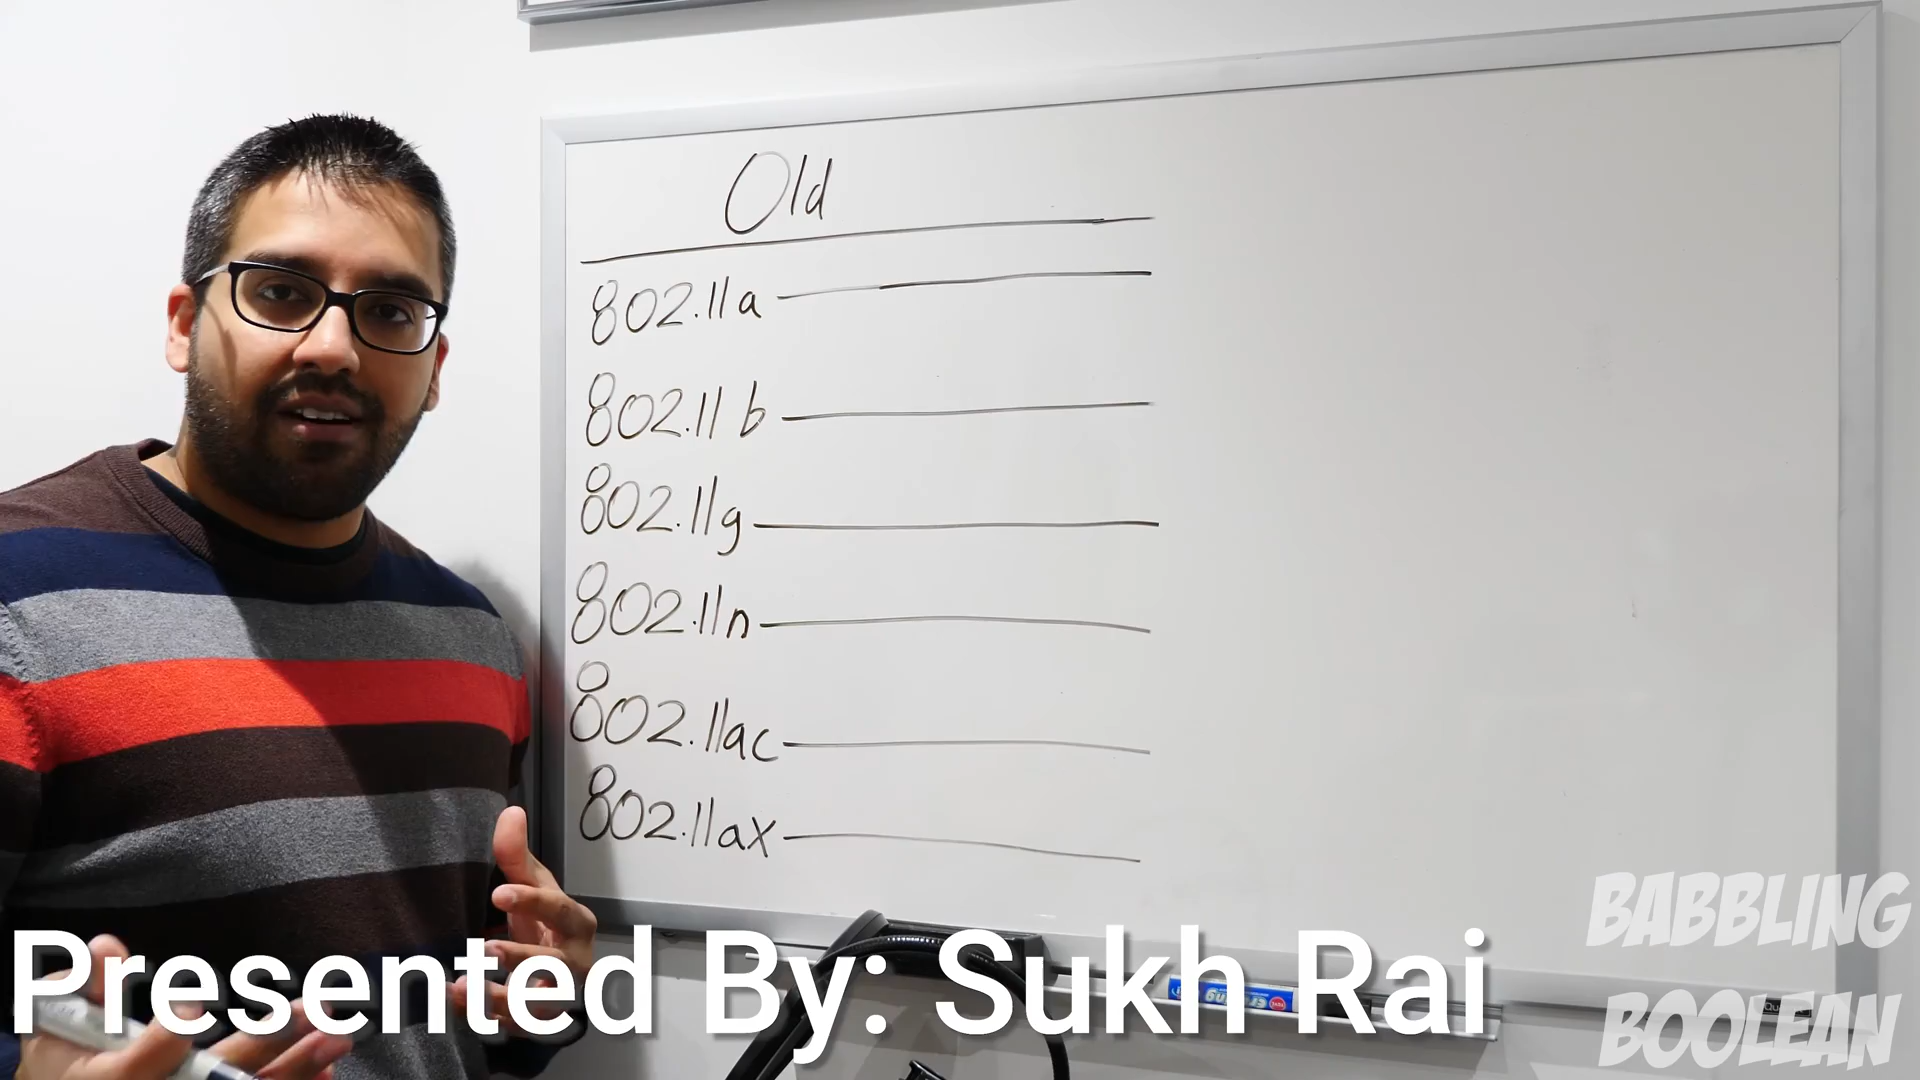 Old
802.11a
802.11b
802.11g
802.11n
802.11ac
802.11ax
Presented By: Sukh Rai
BABBLING
BOOLEAN